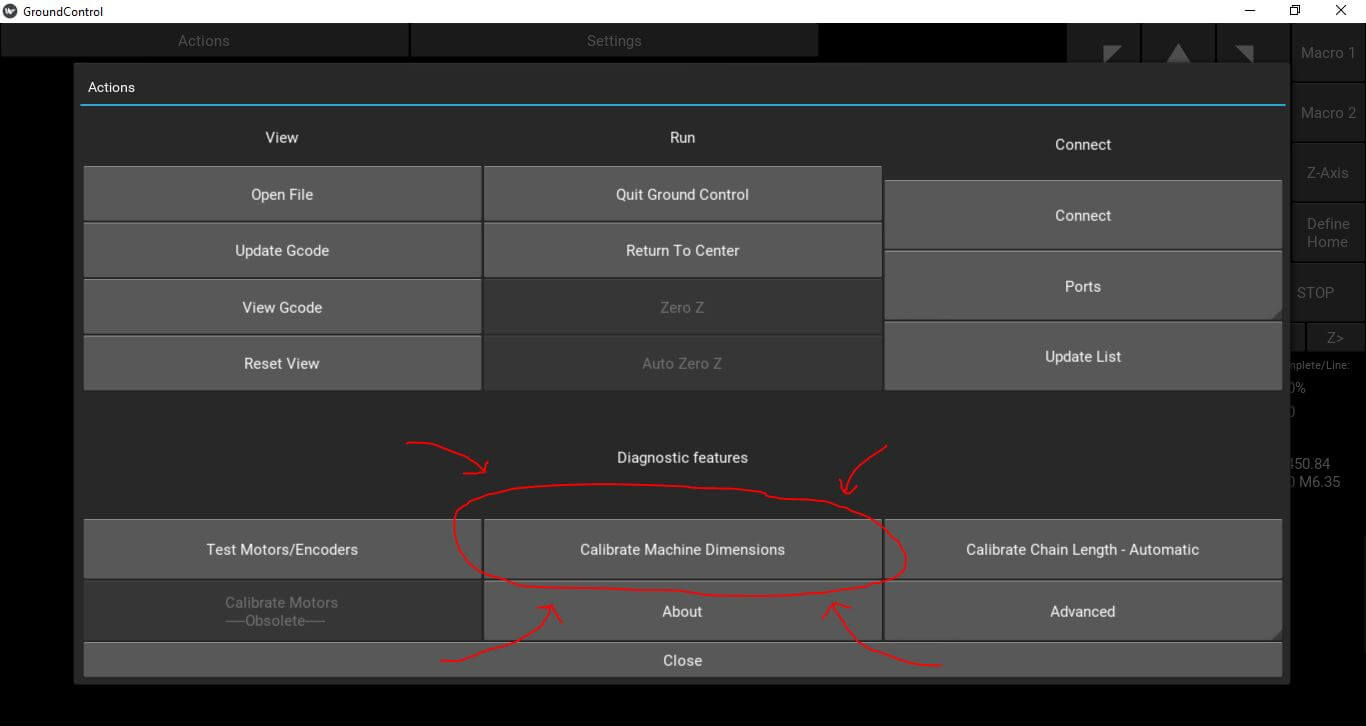 GroundControl
Actions
Settings
Macro 1
Macro 2
Z-Axis
Define
Home
STOP
Z>
mplete/Line:
0%
0
450.84
0 M6.35
Actions
View
Run
Connect
Open File
Quit Ground Control
Connect
Update Gcode
Return To Center
Ports
View Gcode
Zero Z
Update List
Reset View
Auto Zero Z
Diagnostic features
Test Motors/Encoders
Calibrate Machine Dimensions
Calibrate Chain Length - Automatic
Calibrate Motors
-----Obsolete-----
About
Advanced
Close